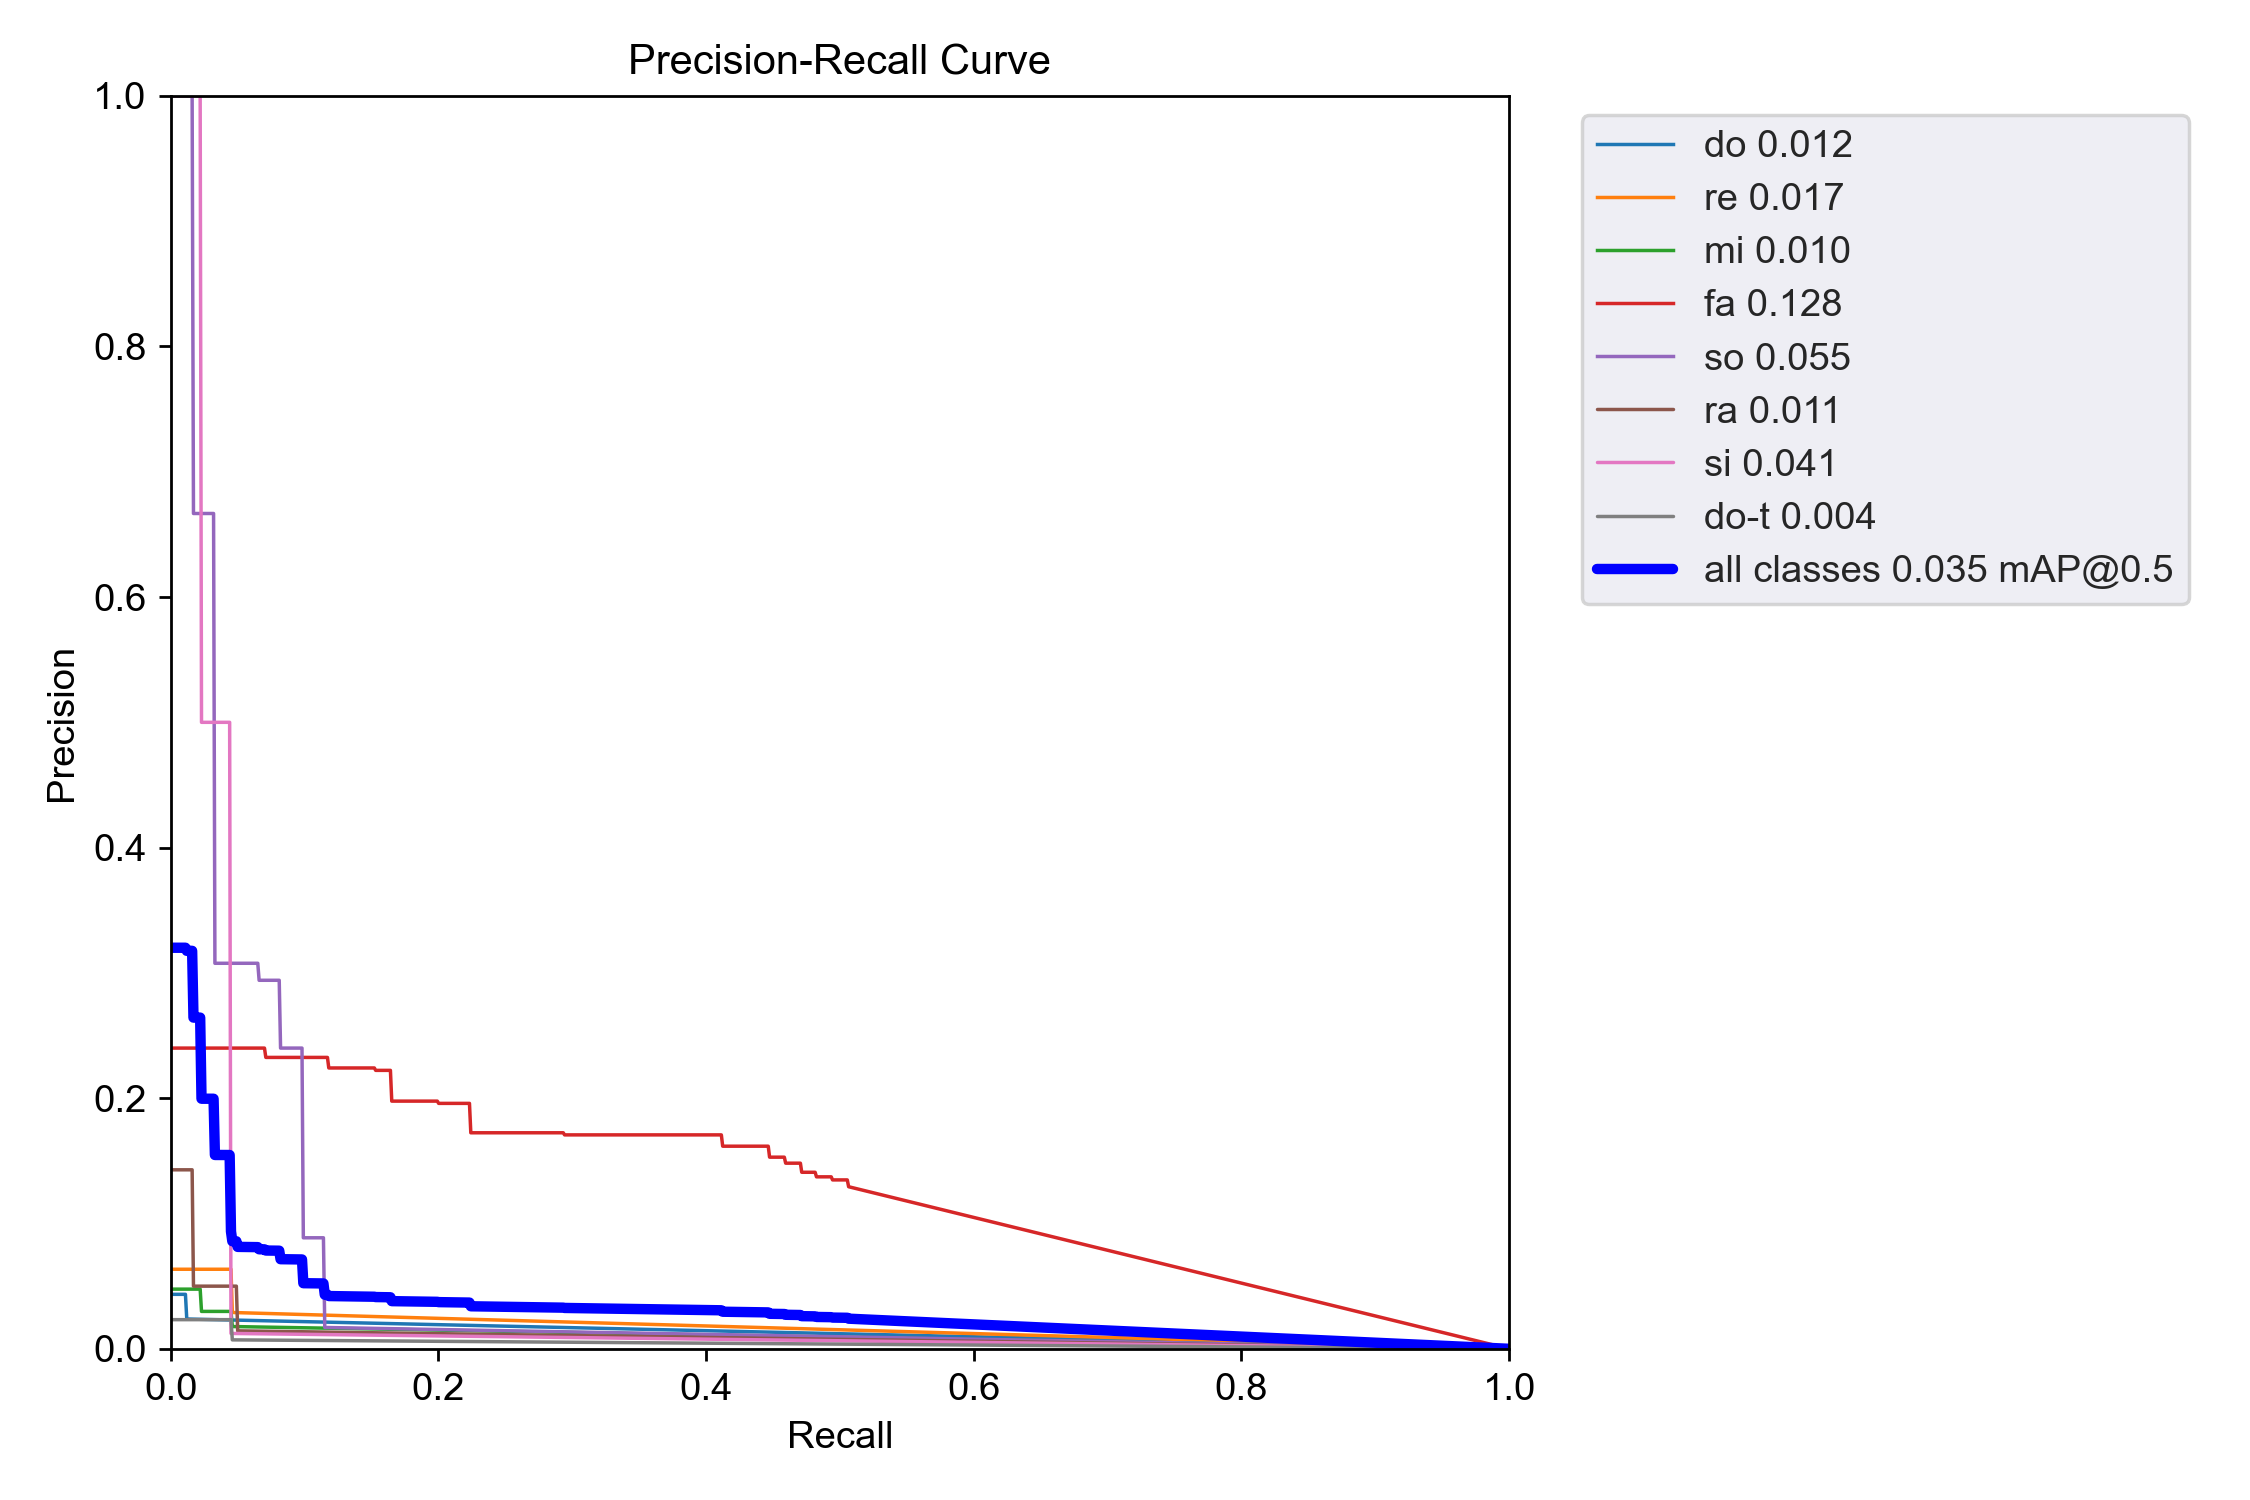 Precision-Recall Curve
1.0
0.8
0.6
0.4
0.2
0.0
Precision
0.0 0.2 0.4 0.6 0.8 1.0
Recall
do 0.012
re 0.017
mi 0.010
fa 0.128
so 0.055
ra 0.011
si 0.041
do-t 0.004
all classes 0.035 mAP@0.5